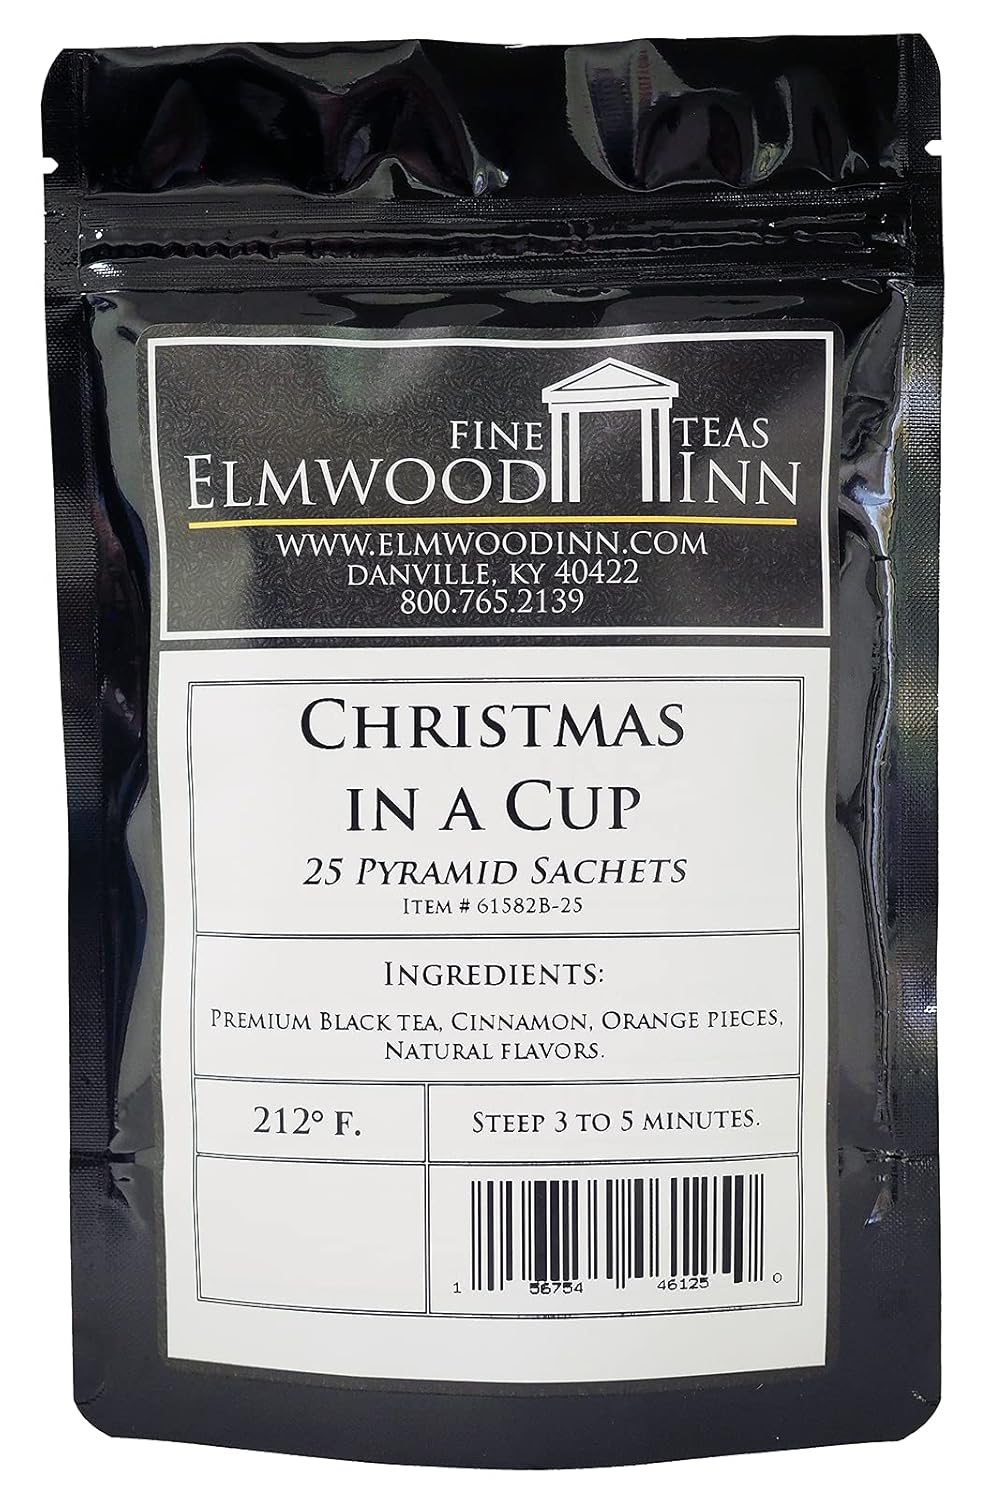 FINE TEAS
ELMWOOD INN
WWW.ELMWOODINN.COM
DANVILLE, KY 40422
800.765.2139
CHRISTMAS
IN A CUP
25 PYRAMID SACHETS
ITEM # 61582B-25
INGREDIENTS:
PREMIUM BLACK TEA, CINNAMON, ORANGE PIECES,
NATURAL FLAVORS.
212° F.
STEEP 3 TO 5 MINUTES.
1 56754 46125 0